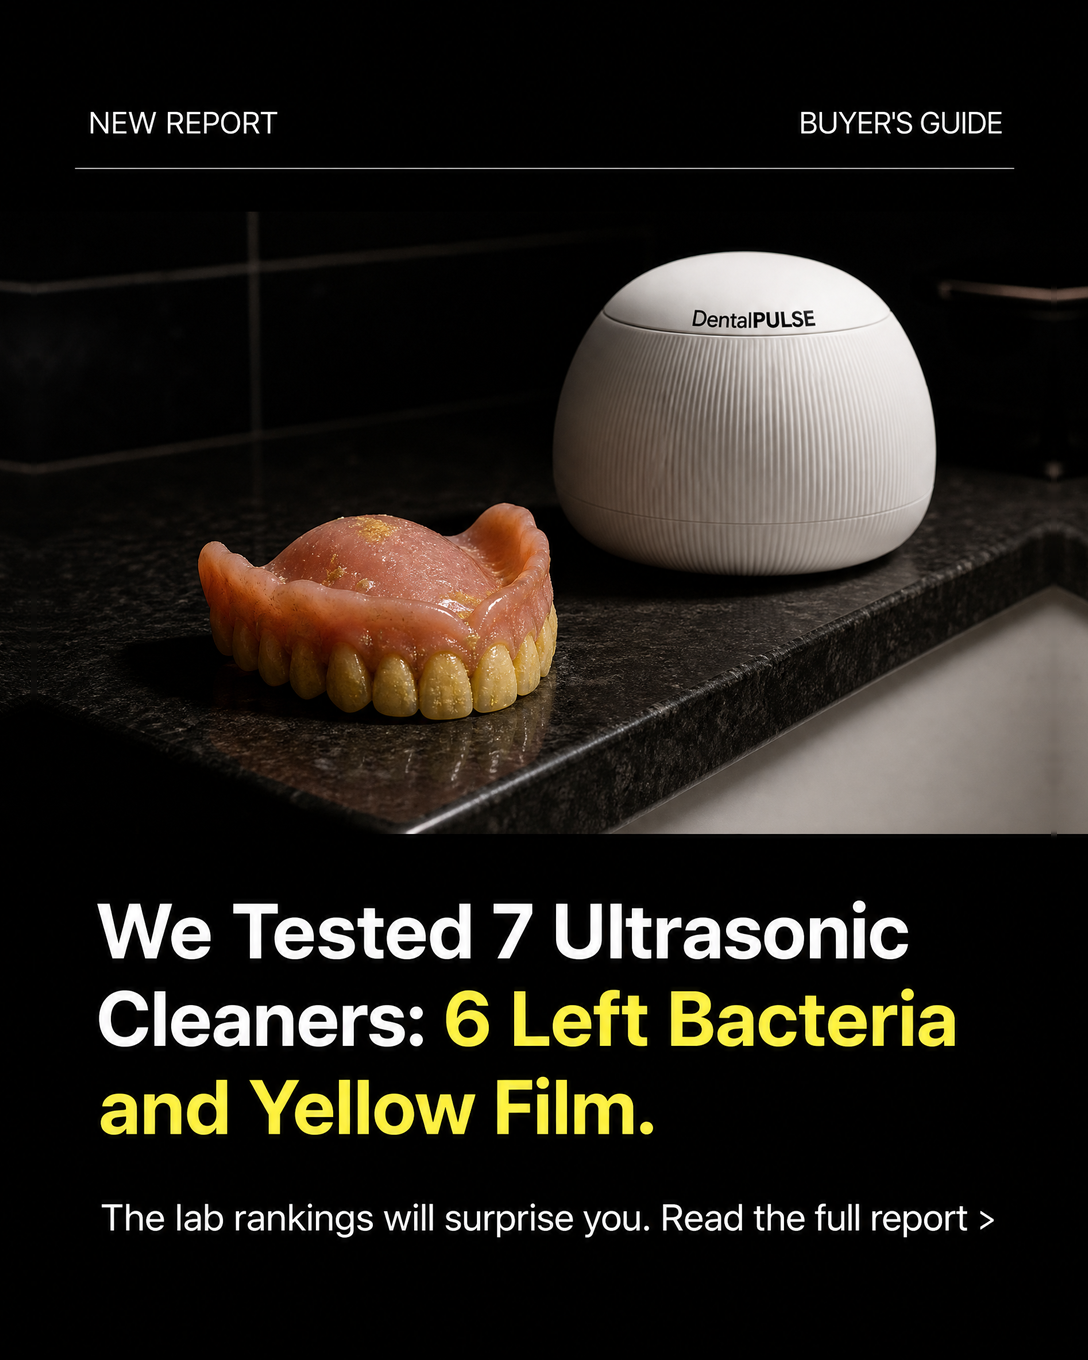 NEW REPORT
BUYER'S GUIDE
DentalPULSE
We Tested 7 Ultrasonic
Cleaners: 6 Left Bacteria
and Yellow Film.
The lab rankings will surprise you. Read the full report >